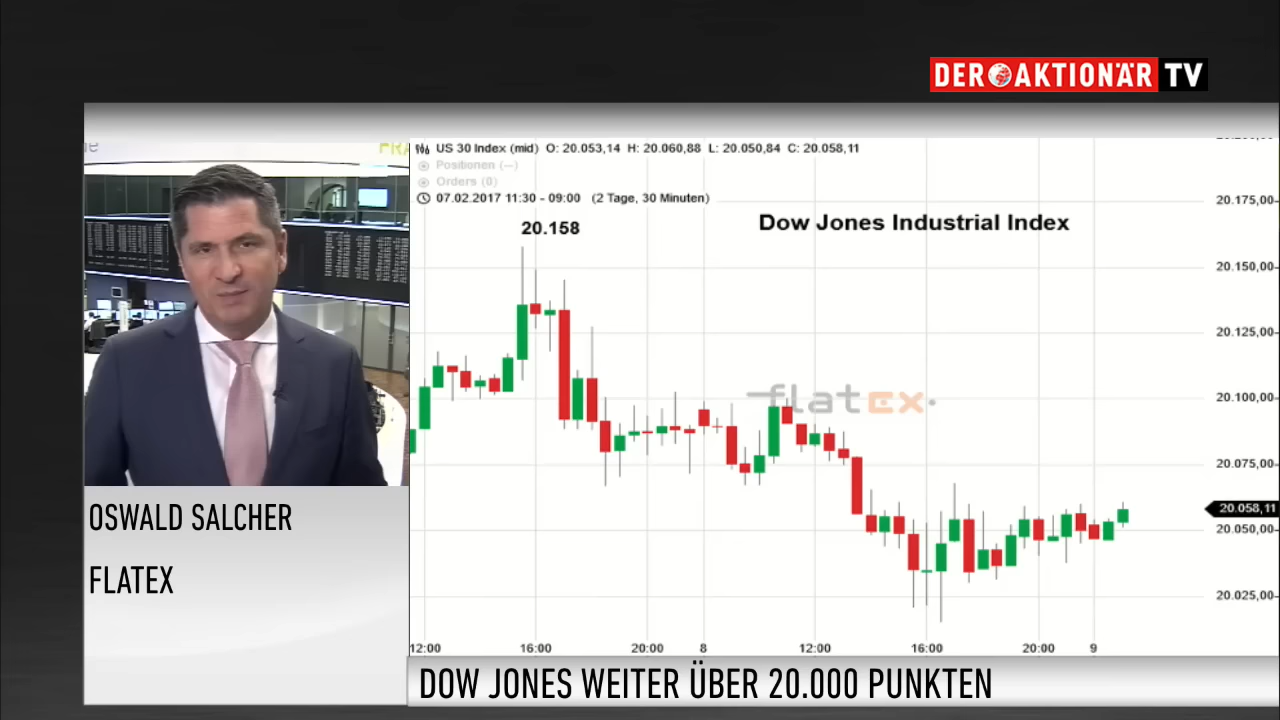 DER AKTIONÄR TV
US 30 Index (mid) O: 20.053,14 H: 20.060,88 L: 20.050,84 C: 20.058,11
Positionen (--)
Orders (0)
07.02.2017 11:30 - 09:00 (2 Tage, 30 Minuten)
20.158
Dow Jones Industrial Index
20.175,00
20.150,00
20.125,00
20.100,00
flatex
20.075,00
20.058,11
20.050,00
20.025,00
12:00 16:00 20:00 8 12:00 16:00 20:00 9
OSWALD SALCHER
FLATEX
DOW JONES WEITER ÜBER 20.000 PUNKTEN